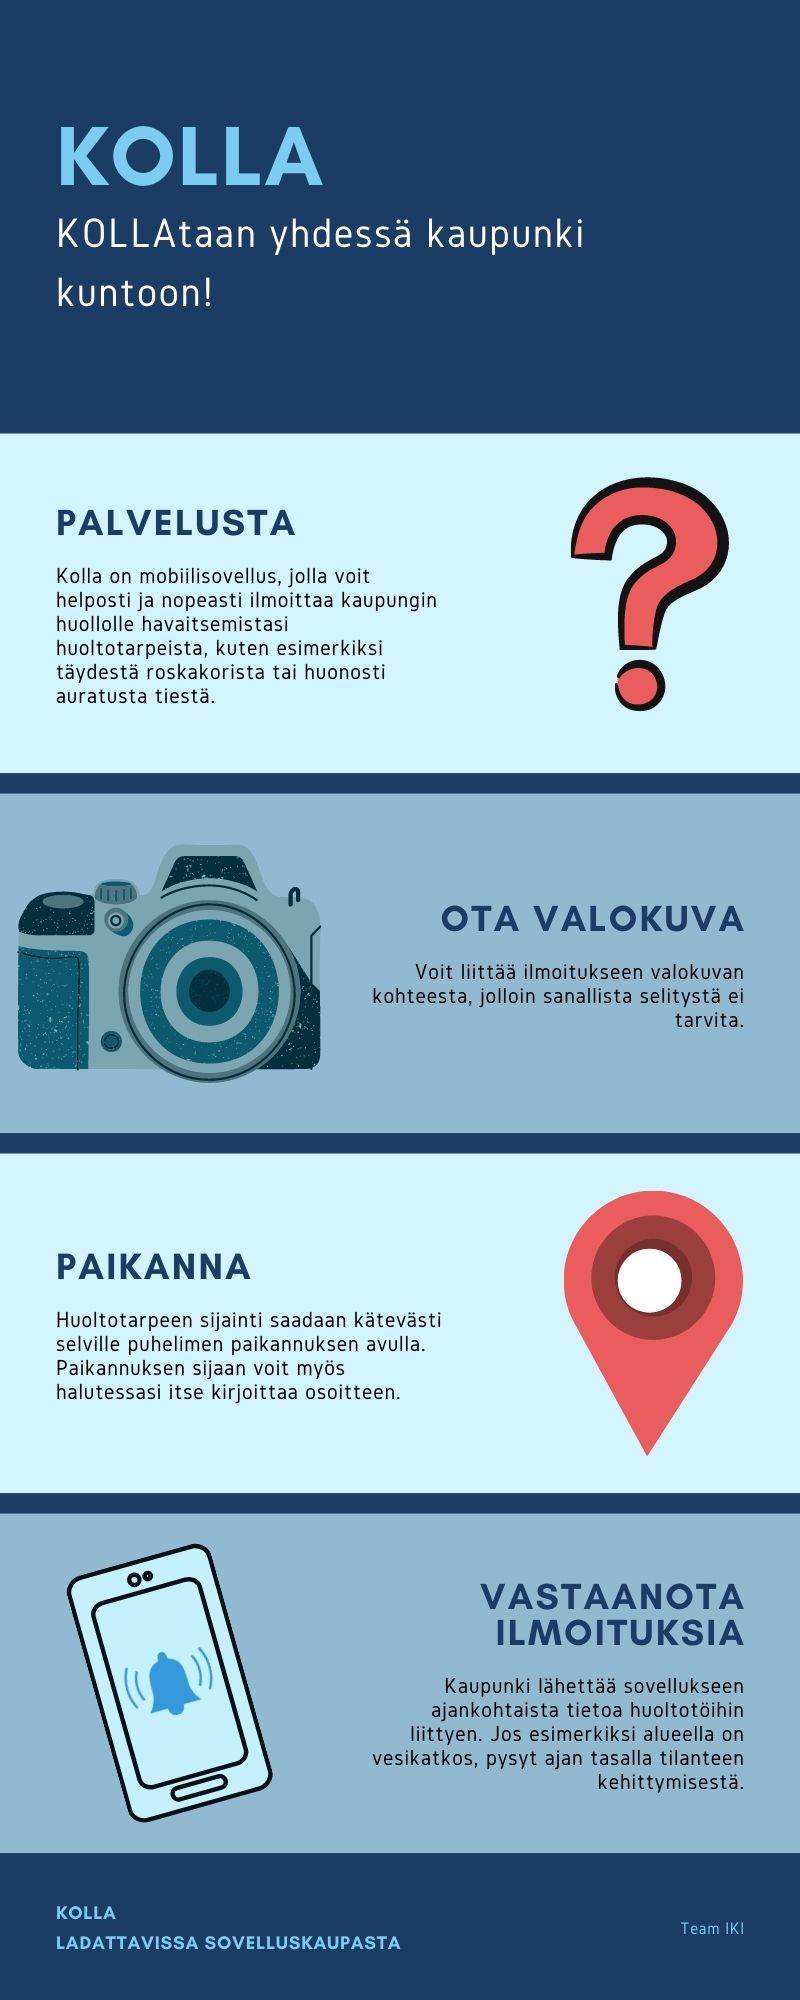 KOLLA
KOLLAtaan yhdessä kaupunki
kuntoon!
PALVELUSTA
Kolla on mobiilisovellus, jolla voit
helposti ja nopeasti ilmoittaa kaupungin
huollolle havaitsemistasi
huoltotarpeista, kuten esimerkiksi
täydestä roskakorista tai huonosti
auratusta tiestä.
OTA VALOKUVA
Voit liittää ilmoitukseen valokuvan
kohteesta, jolloin sanallista selitystä ei
tarvita.
PAIKANNA
Huoltotarpeen sijainti saadaan kätevästi
selville puhelimen paikannuksen avulla.
Paikannuksen sijaan voit myös
halutessasi itse kirjoittaa osoitteen.
VASTAANOTA
ILMOITUKSIA
Kaupunki lähettää sovellukseen
ajankohtaista tietoa huoltotöihin
liittyen. Jos esimerkiksi alueella on
vesikatkos, pysyt ajan tasalla tilanteen
kehittymisestä.
KOLLA
LADATTAVISSA SOVELLUSKAUPASTA
Team IKI